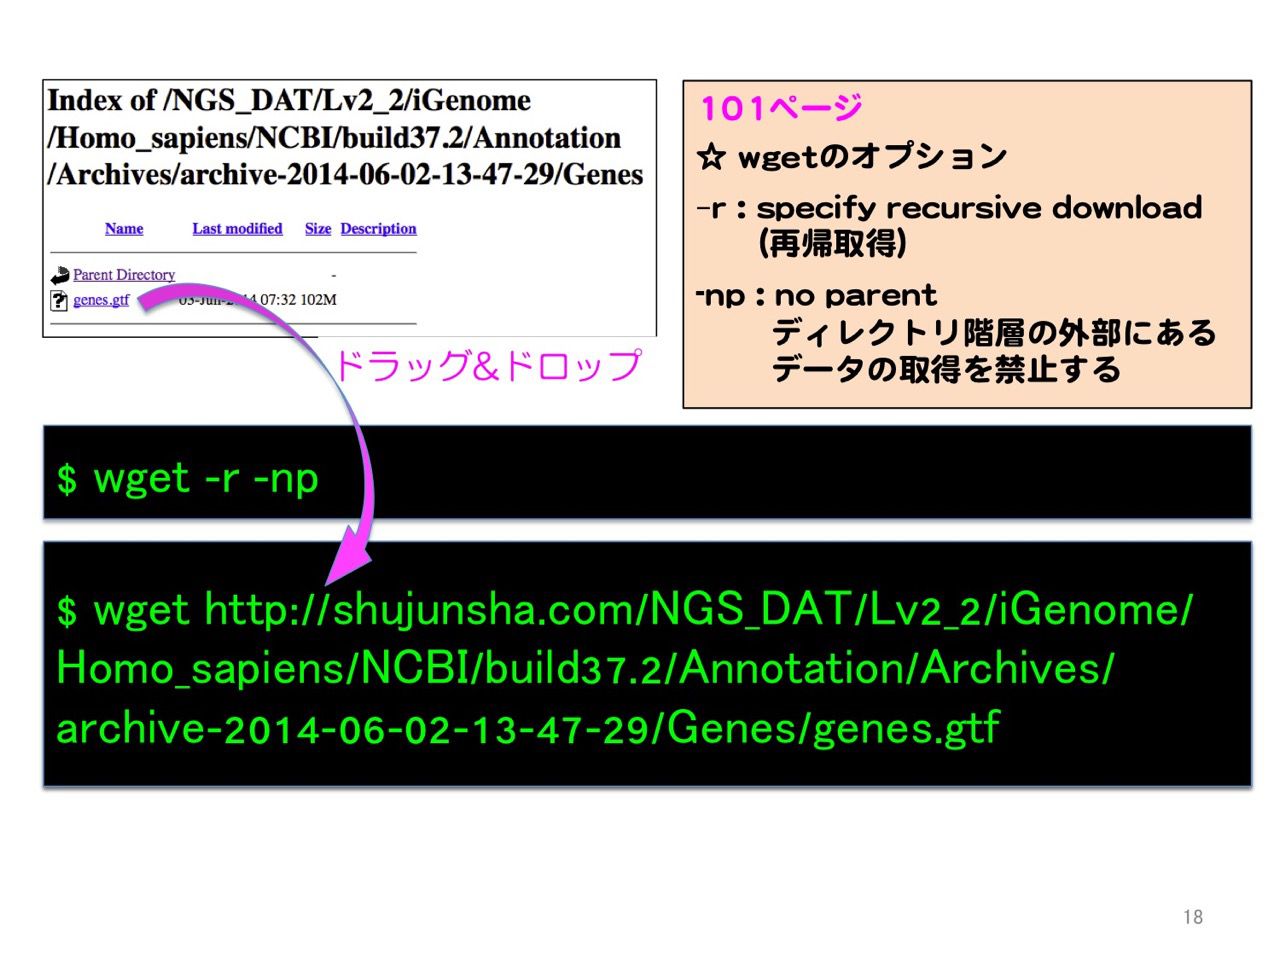 Index of /NGS_DAT/Lv2_2/iGenome
/Homo_sapiens/NCBI/build37.2/Annotation
/Archives/archive-2014-06-02-13-47-29/Genes
Name Last modified Size Description
Parent Directory -
genes.gtf 03-Jun-2014 07:32 102M
ドラッグ&ドロップ
101ページ
☆ wgetのオプション
-r : specify recursive download
(再帰取得)
-np : no parent
ディレクトリ階層の外部にある
データの取得を禁止する
$ wget -r -np
$ wget http://shujunsha.com/NGS_DAT/Lv2_2/iGenome/
Homo_sapiens/NCBI/build37.2/Annotation/Archives/
archive-2014-06-02-13-47-29/Genes/genes.gtf
18